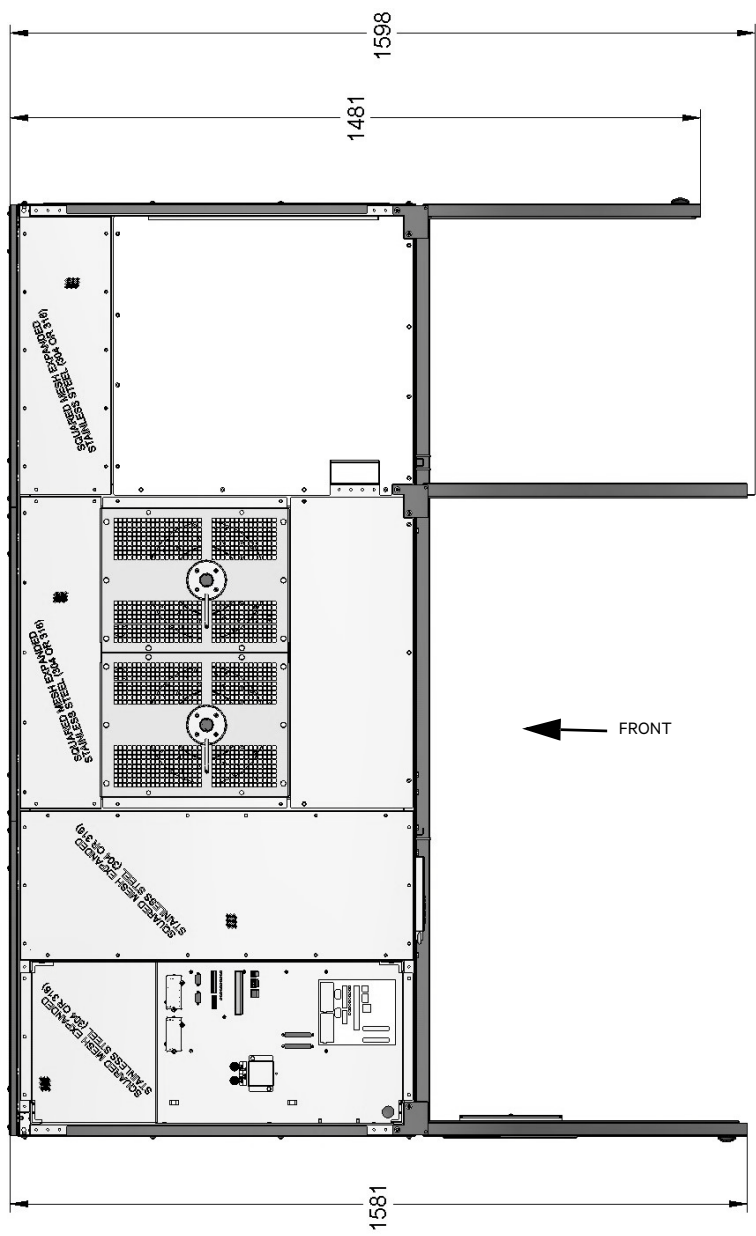 1598
1481
SQUARED MESH EXPANDED
STAINLESS STEEL (304 OR 316)
SQUARED MESH EXPANDED
STAINLESS STEEL (304 OR 316)
FRONT
SQUARED MESH EXPANDED
STAINLESS STEEL (304 OR 316)
SQUARED MESH EXPANDED
STAINLESS STEEL (304 OR 316)
1581